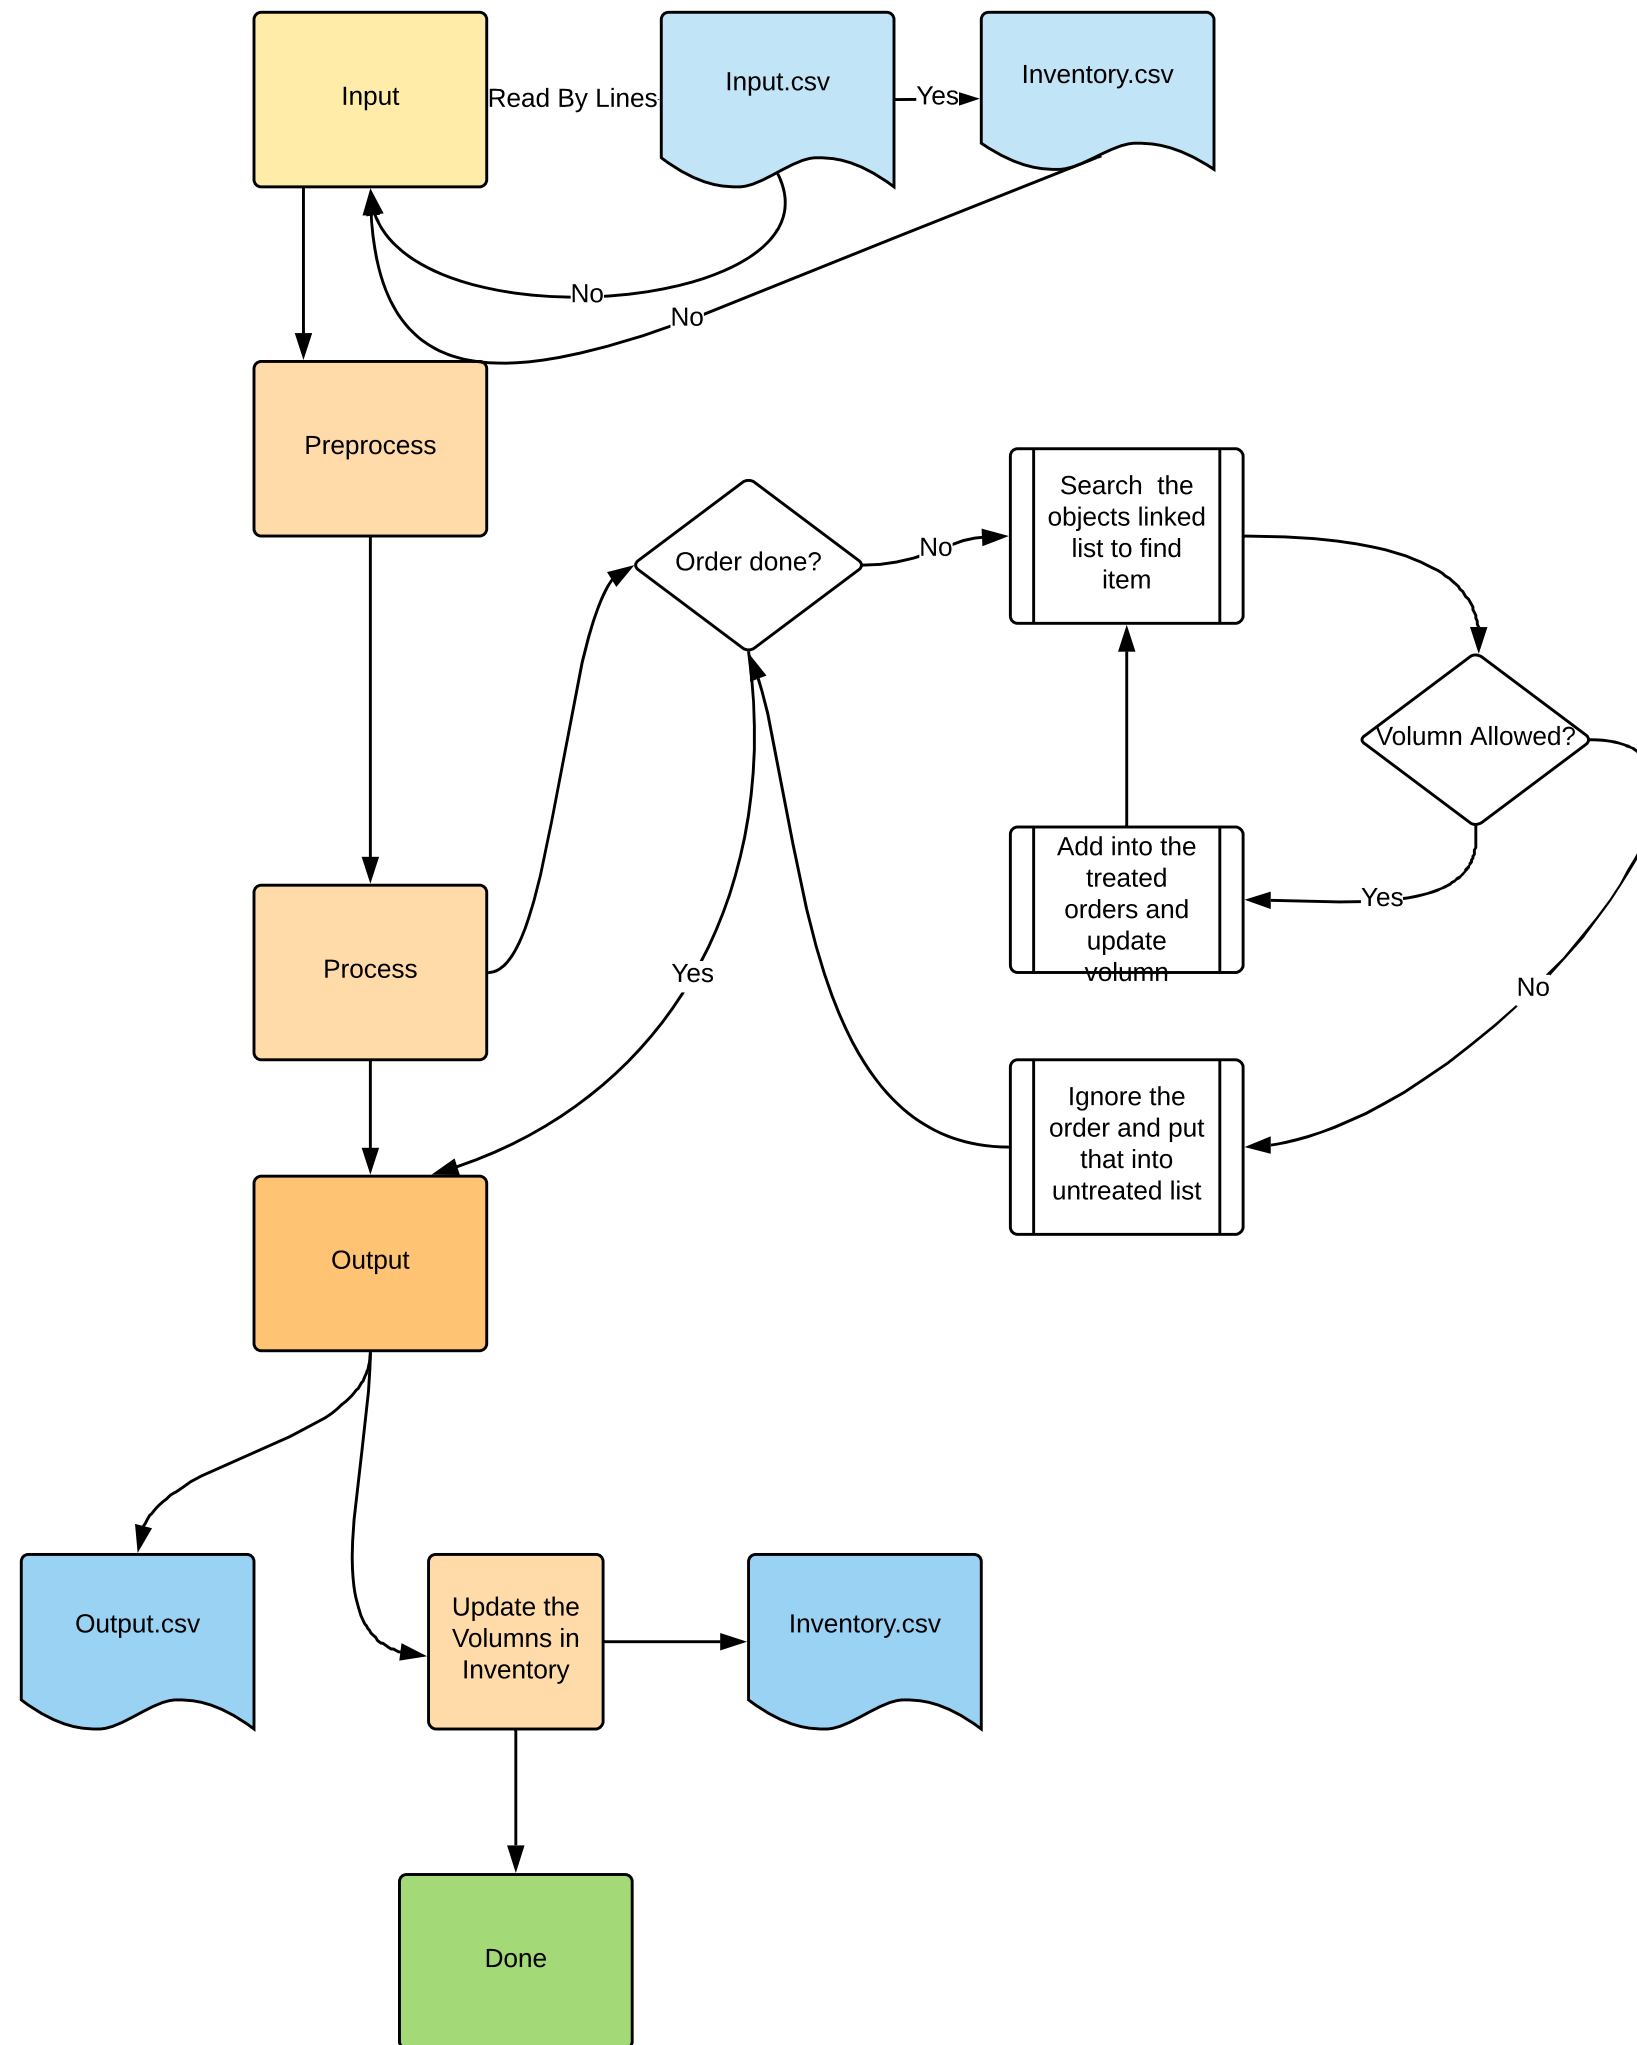 Input
Read By Lines
Input.csv
Yes
Inventory.csv
No
No
Preprocess
Order done?
No
Search  the
objects linked
list to find
item
Volumn Allowed?
Add into the
treated
orders and
update
volumn
Yes
Process
Yes
No
Ignore the
order and put
that into
untreated list
Output
Output.csv
Update the
Volumns in
Inventory
Inventory.csv
Done